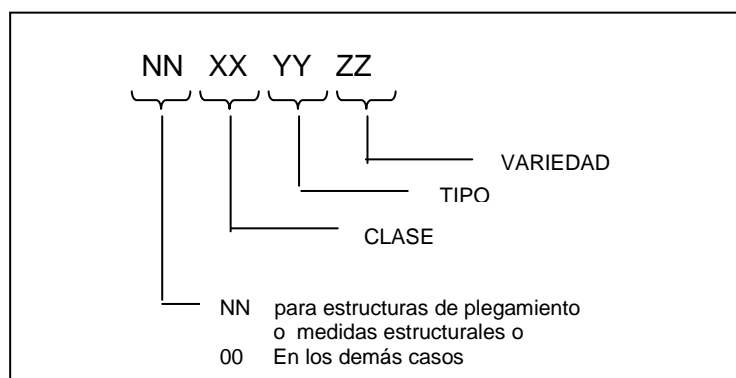 NN XX YY ZZ
VARIEDAD
TIPO
CLASE
NN para estructuras de plegamiento
o medidas estructurales o
00 En los demás casos